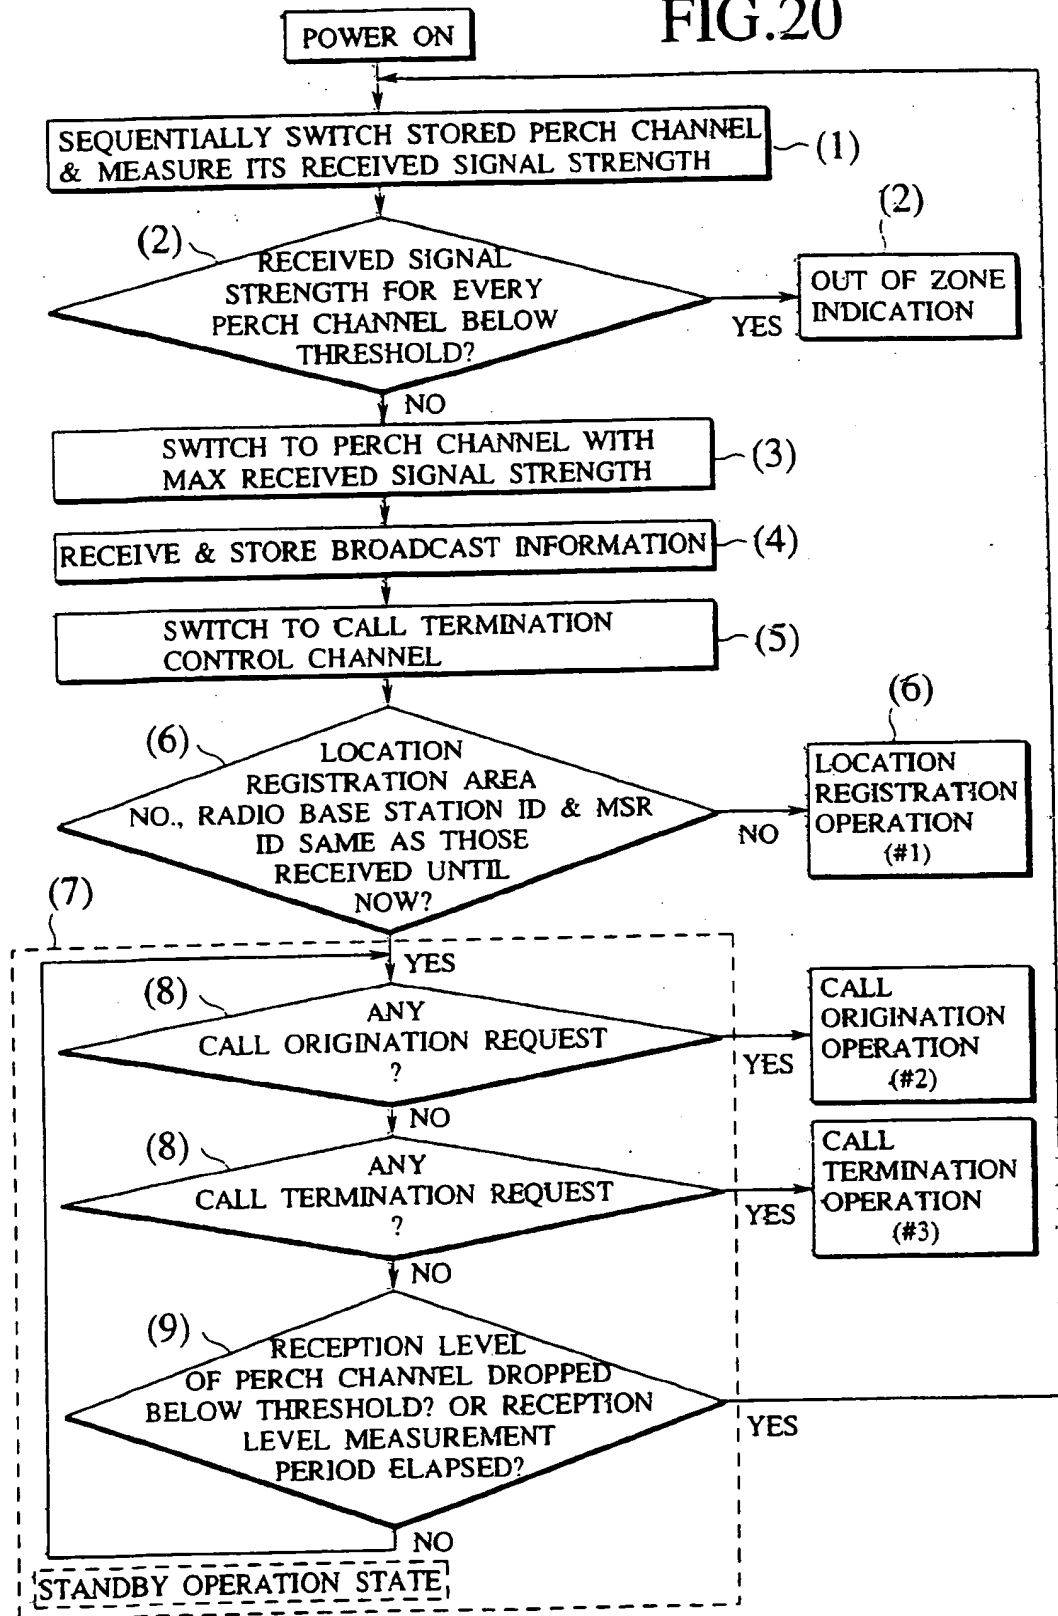 FIG.20
POWER ON
SEQUENTIALLY SWITCH STORED PERCH CHANNEL
& MEASURE ITS RECEIVED SIGNAL STRENGTH
(1)
(2)
RECEIVED SIGNAL
STRENGTH FOR EVERY
PERCH CHANNEL BELOW
THRESHOLD?
YES
(2)
OUT OF ZONE
INDICATION
NO
SWITCH TO PERCH CHANNEL WITH
MAX RECEIVED SIGNAL STRENGTH
(3)
RECEIVE & STORE BROADCAST INFORMATION
(4)
SWITCH TO CALL TERMINATION
CONTROL CHANNEL
(5)
(6)
LOCATION
REGISTRATION AREA
NO., RADIO BASE STATION ID & MSR
ID SAME AS THOSE
RECEIVED UNTIL
NOW?
NO
(6)
LOCATION
REGISTRATION
OPERATION
(#1)
(7)
YES
(8)
ANY
CALL ORIGINATION REQUEST
?
YES
CALL
ORIGINATION
OPERATION
(#2)
NO
(8)
ANY
CALL TERMINATION REQUEST
?
YES
CALL
TERMINATION
OPERATION
(#3)
NO
(9)
RECEPTION LEVEL
OF PERCH CHANNEL DROPPED
BELOW THRESHOLD? OR RECEPTION
LEVEL MEASUREMENT
PERIOD ELAPSED?
YES
NO
STANDBY OPERATION STATE